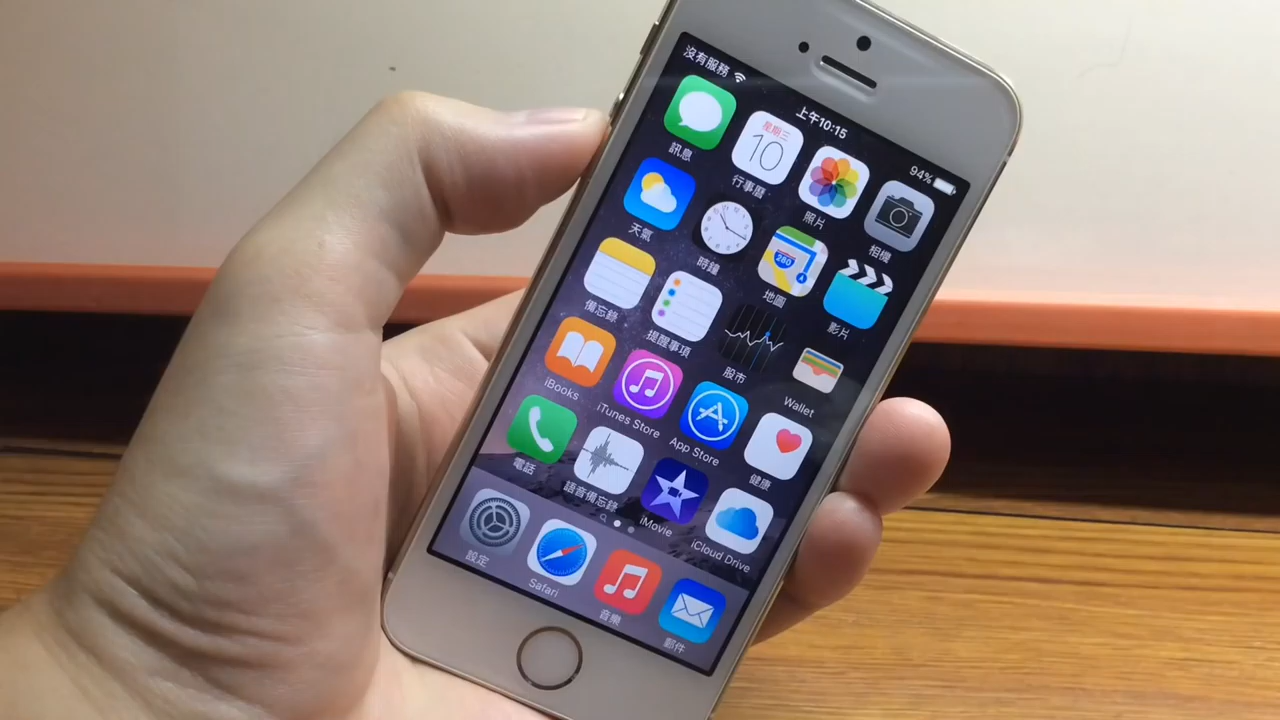 沒有服務
上午10:15
94%
訊息
星期三
10
行事曆
照片
相機
天氣
時鐘
280
地圖
影片
備忘錄
提醒事項
股市
Wallet
iBooks
iTunes Store
App Store
健康
電話
語音備忘錄
iMovie
iCloud Drive
設定
Safari
音樂
郵件